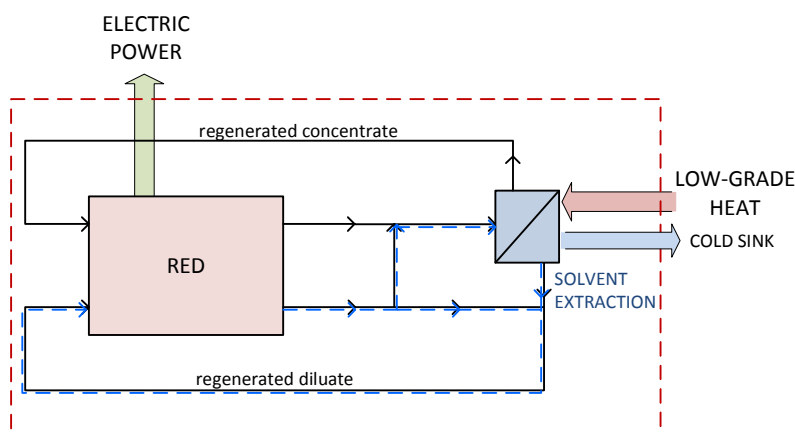 ELECTRIC
POWER
regenerated concentrate
LOW-GRADE
HEAT
RED
COLD SINK
SOLVENT
EXTRACTION
regenerated diluate